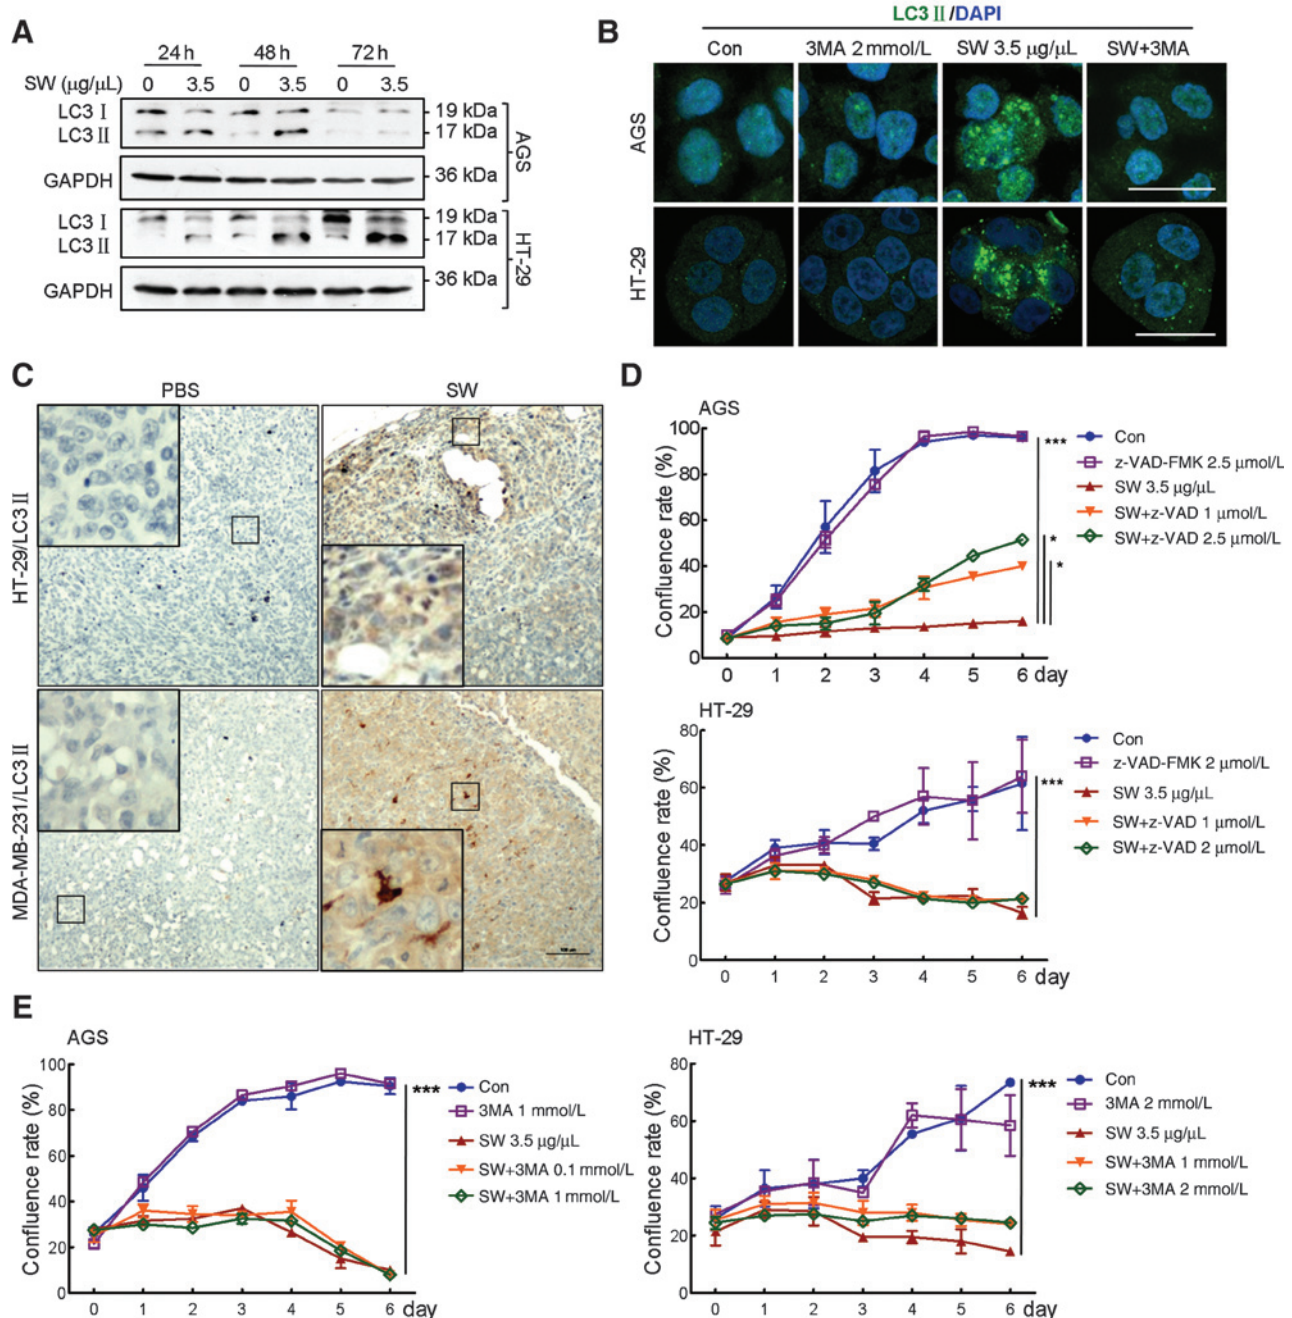 A
24 h 48 h 72 h
SW (μg/μL) 0 3.5 0 3.5 0 3.5
LC3 Ⅰ
LC3 Ⅱ
19 kDa
17 kDa
GAPDH
36 kDa
AGS
LC3 Ⅰ
LC3 Ⅱ
19 kDa
17 kDa
GAPDH
36 kDa
HT-29
B
LC3 Ⅱ/DAPI
Con 3MA 2 mmol/L SW 3.5 μg/μL SW+3MA
AGS
HT-29
C
PBS SW
HT-29/LC3 Ⅱ
MDA-MB-231/LC3 Ⅱ
D
AGS
Confluence rate (%)
100
80
60
40
20
0
0 1 2 3 4 5 6 day
***
*
*
Con
z-VAD-FMK 2.5 μmol/L
SW 3.5 μg/μL
SW+z-VAD 1 μmol/L
SW+z-VAD 2.5 μmol/L
HT-29
Confluence rate (%)
80
60
40
20
0
0 1 2 3 4 5 6 day
***
Con
z-VAD-FMK 2 μmol/L
SW 3.5 μg/μL
SW+z-VAD 1 μmol/L
SW+z-VAD 2 μmol/L
E
AGS
Confluence rate (%)
100
80
60
40
20
0
0 1 2 3 4 5 6 day
***
Con
3MA 1 mmol/L
SW 3.5 μg/μL
SW+3MA 0.1 mmol/L
SW+3MA 1 mmol/L
HT-29
Confluence rate (%)
80
60
40
20
0
0 1 2 3 4 5 6 day
***
Con
3MA 2 mmol/L
SW 3.5 μg/μL
SW+3MA 1 mmol/L
SW+3MA 2 mmol/L